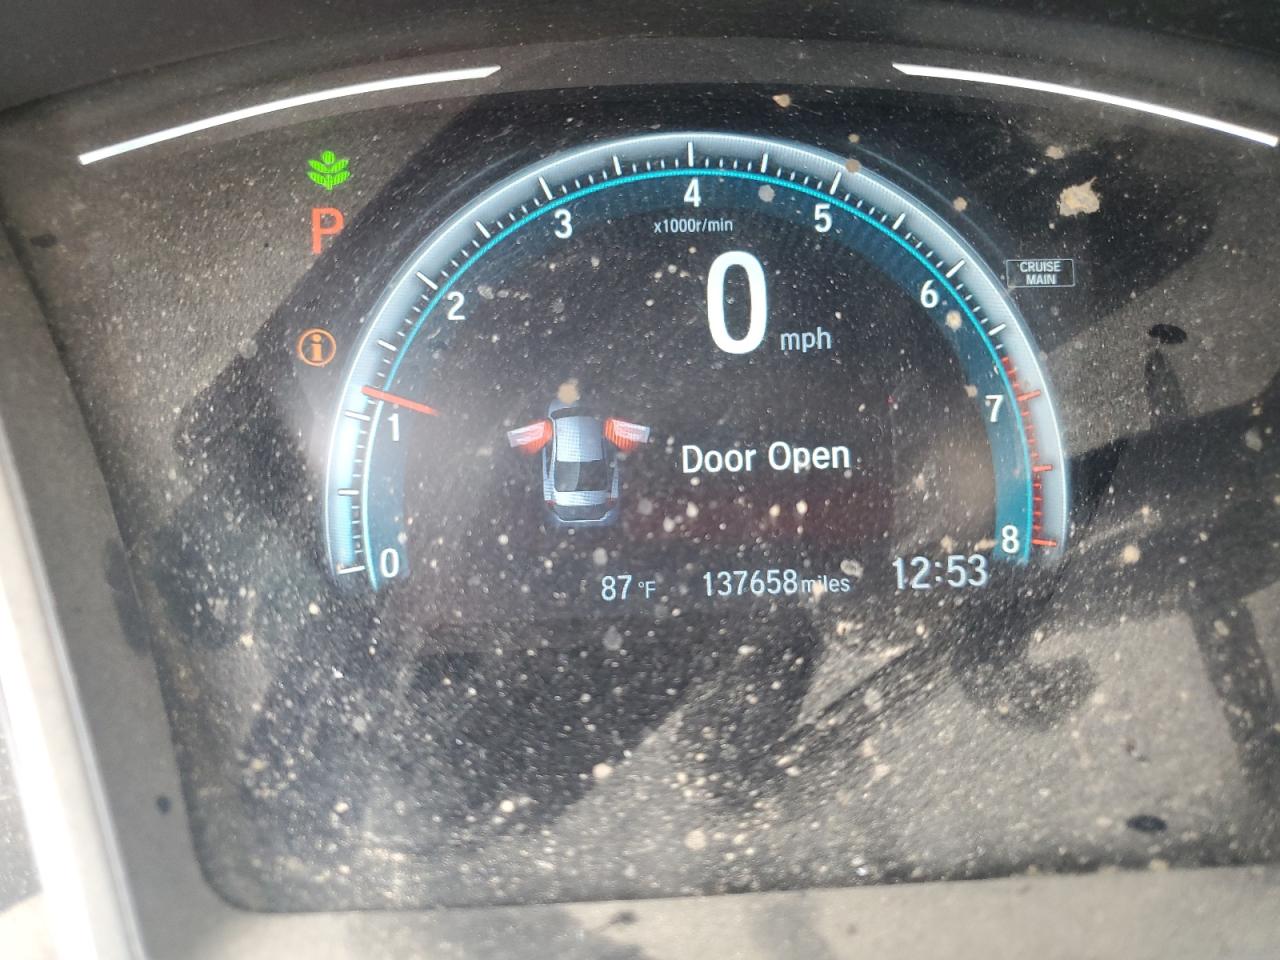 P
4
3
5
x1000r/min
0 mph
CRUISE
MAIN
2
6
i
1
7
Door Open
0
8
87 °F 137658 miles 12:53